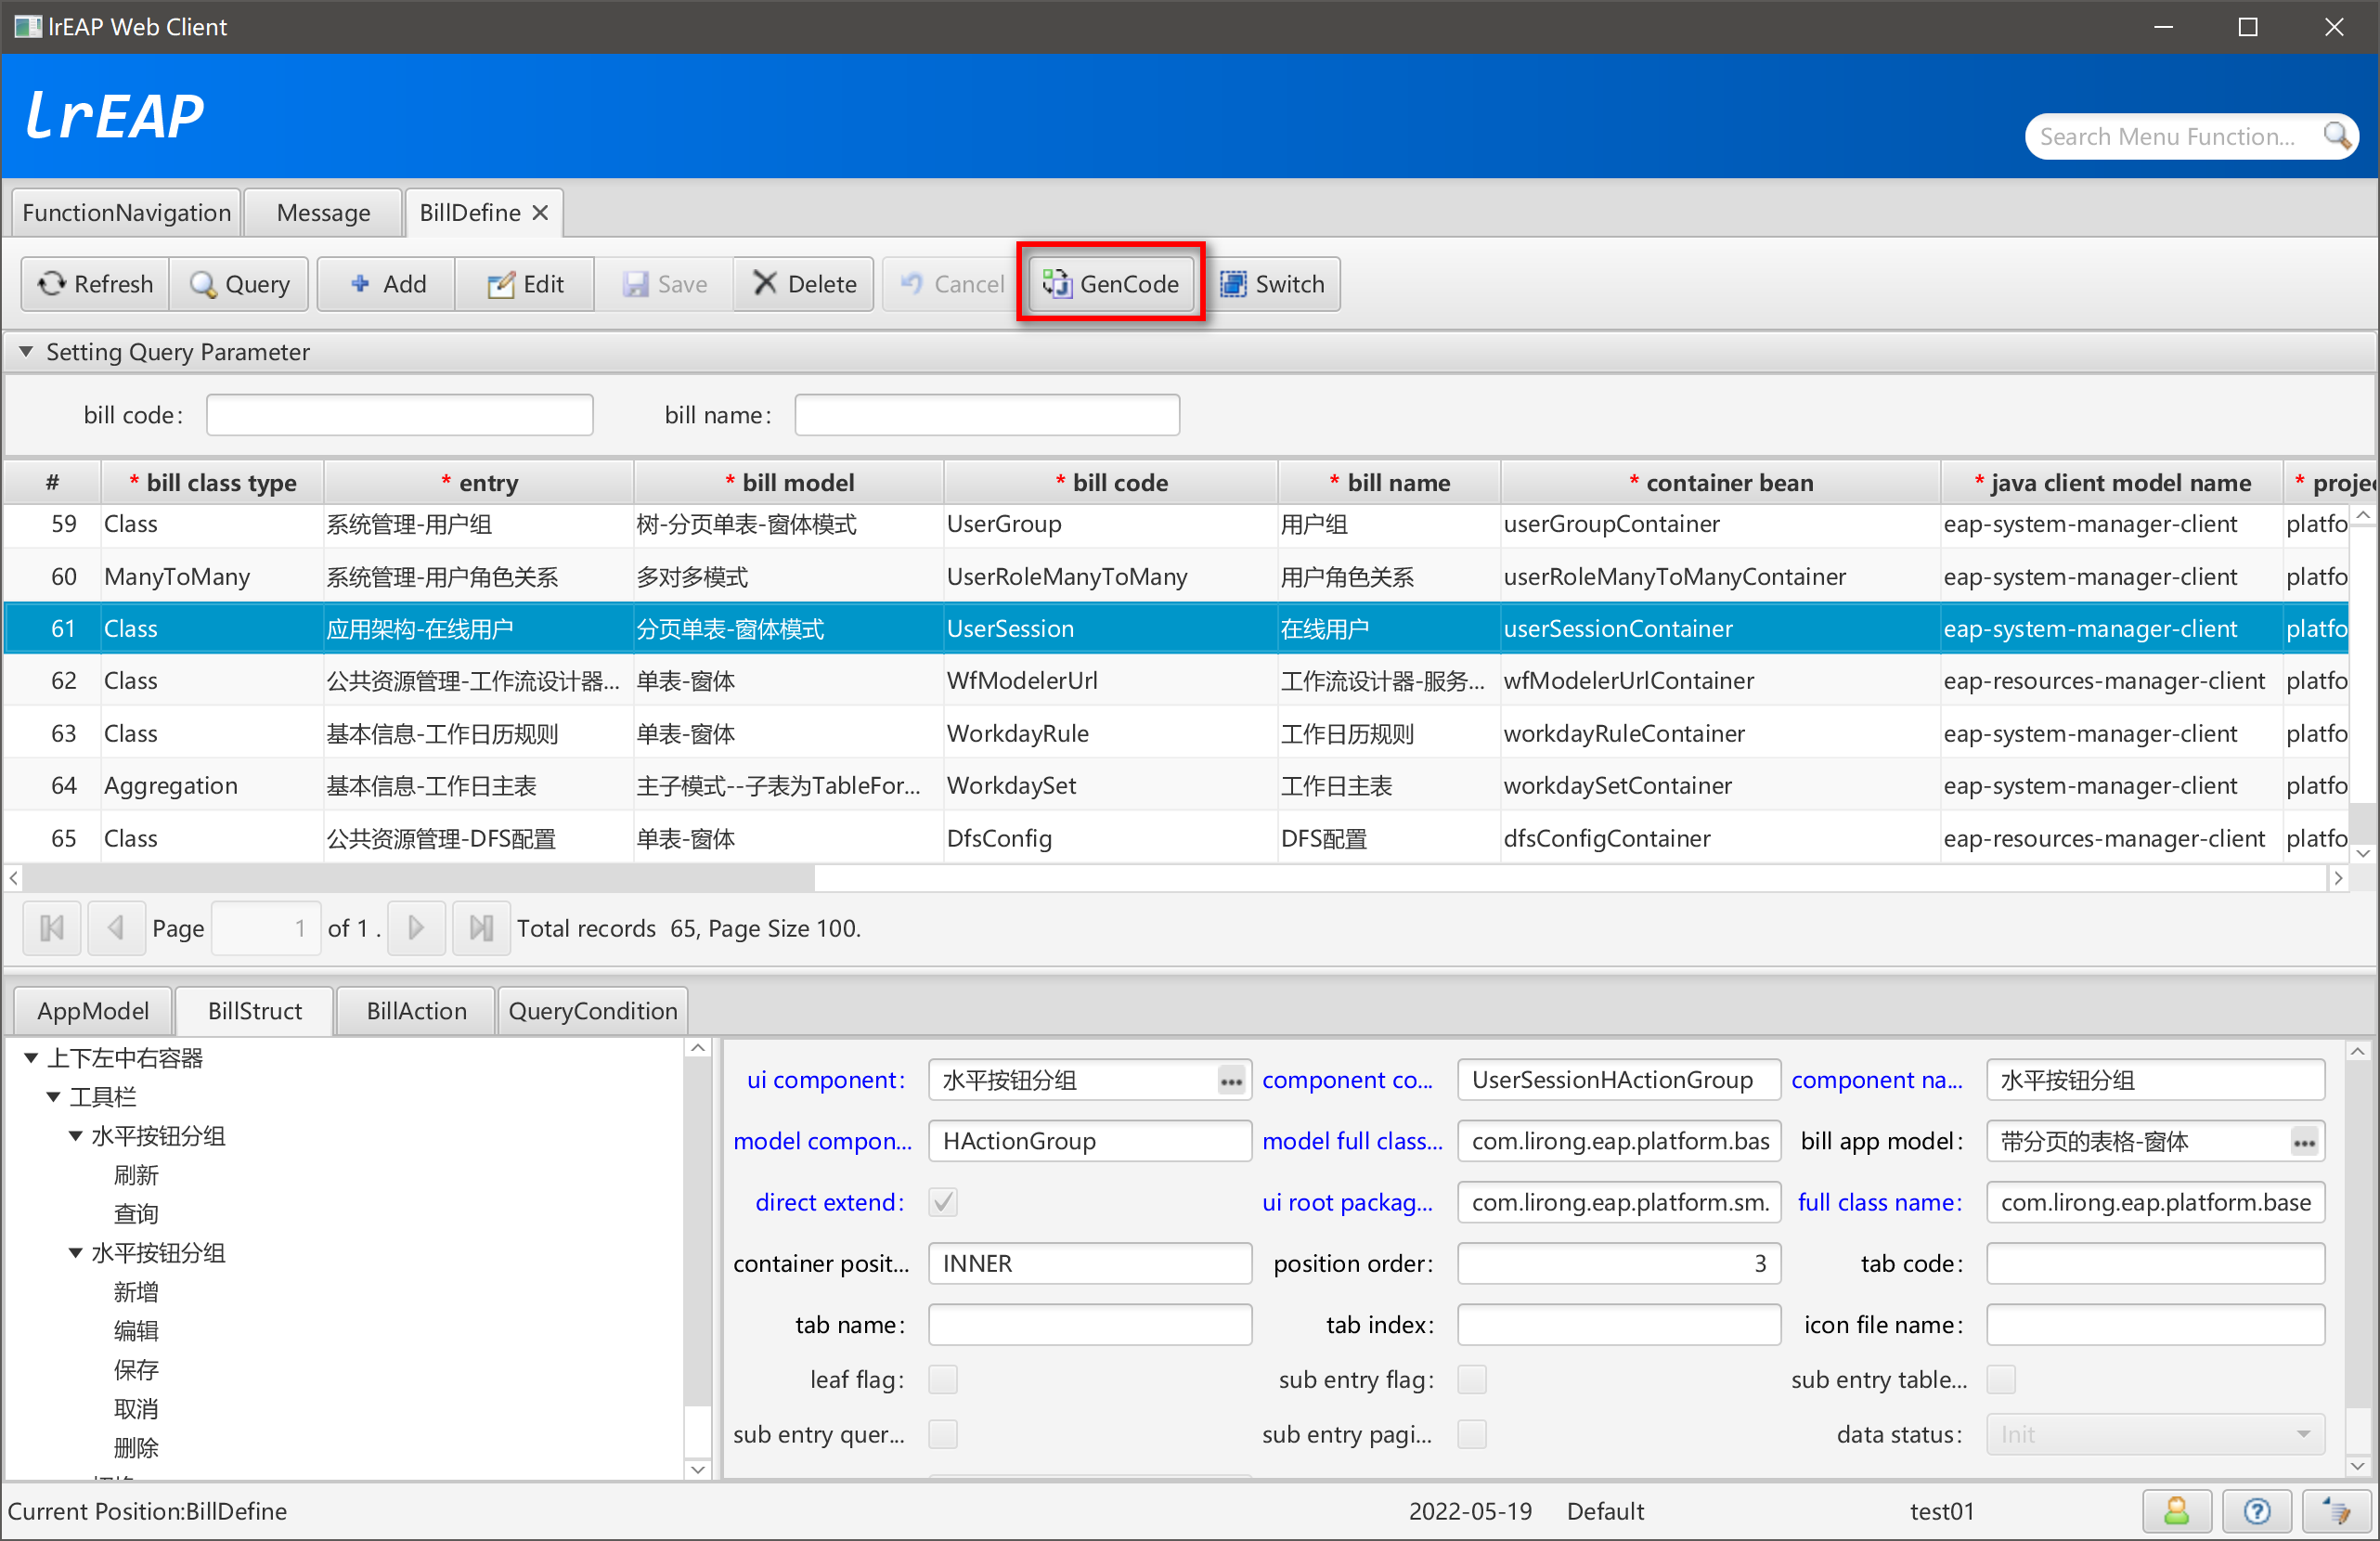 lrEAP Web Client
lrEAP
Search Menu Function...
FunctionNavigation Message BillDefine
Refresh Query Add Edit Save Delete Cancel GenCode Switch
Setting Query Parameter
bill code: bill name:
# * bill class type * entry * bill model * bill code * bill name * container bean * java client model name * projec
59 Class 系统管理-用户组 树-分页单表-窗体模式 UserGroup 用户组 userGroupContainer eap-system-manager-client platfo
60 ManyToMany 系统管理-用户角色关系 多对多模式 UserRoleManyToMany 用户角色关系 userRoleManyToManyContainer eap-system-manager-client platfo
61 Class 应用架构-在线用户 分页单表-窗体模式 UserSession 在线用户 userSessionContainer eap-system-manager-client platfo
62 Class 公共资源管理-工作流设计器... 单表-窗体 WfModelerUrl 工作流设计器-服务... wfModelerUrlContainer eap-resources-manager-client platfo
63 Class 基本信息-工作日历规则 单表-窗体 WorkdayRule 工作日历规则 workdayRuleContainer eap-system-manager-client platfo
64 Aggregation 基本信息-工作日主表 主子模式--子表为TableFor... WorkdaySet 工作日主表 workdaySetContainer eap-system-manager-client platfo
65 Class 公共资源管理-DFS配置 单表-窗体 DfsConfig DFS配置 dfsConfigContainer eap-resources-manager-client platfo
Page 1 of 1 . Total records 65, Page Size 100.
AppModel BillStruct BillAction QueryCondition
上下左中右容器
工具栏
水平按钮分组
刷新
查询
水平按钮分组
新增
编辑
保存
取消
删除
ui component: 水平按钮分组 ... component co... UserSessionHActionGroup component na... 水平按钮分组
model compon... HActionGroup model full class... com.lirong.eap.platform.bas bill app model: 带分页的表格-窗体 ...
direct extend: ui root packag... com.lirong.eap.platform.sm. full class name: com.lirong.eap.platform.base
container posit... INNER position order: 3 tab code:
tab name: tab index: icon file name:
leaf flag: sub entry flag: sub entry table...
sub entry quer... sub entry pagi... data status: Init
Current Position:BillDefine 2022-05-19 Default test01